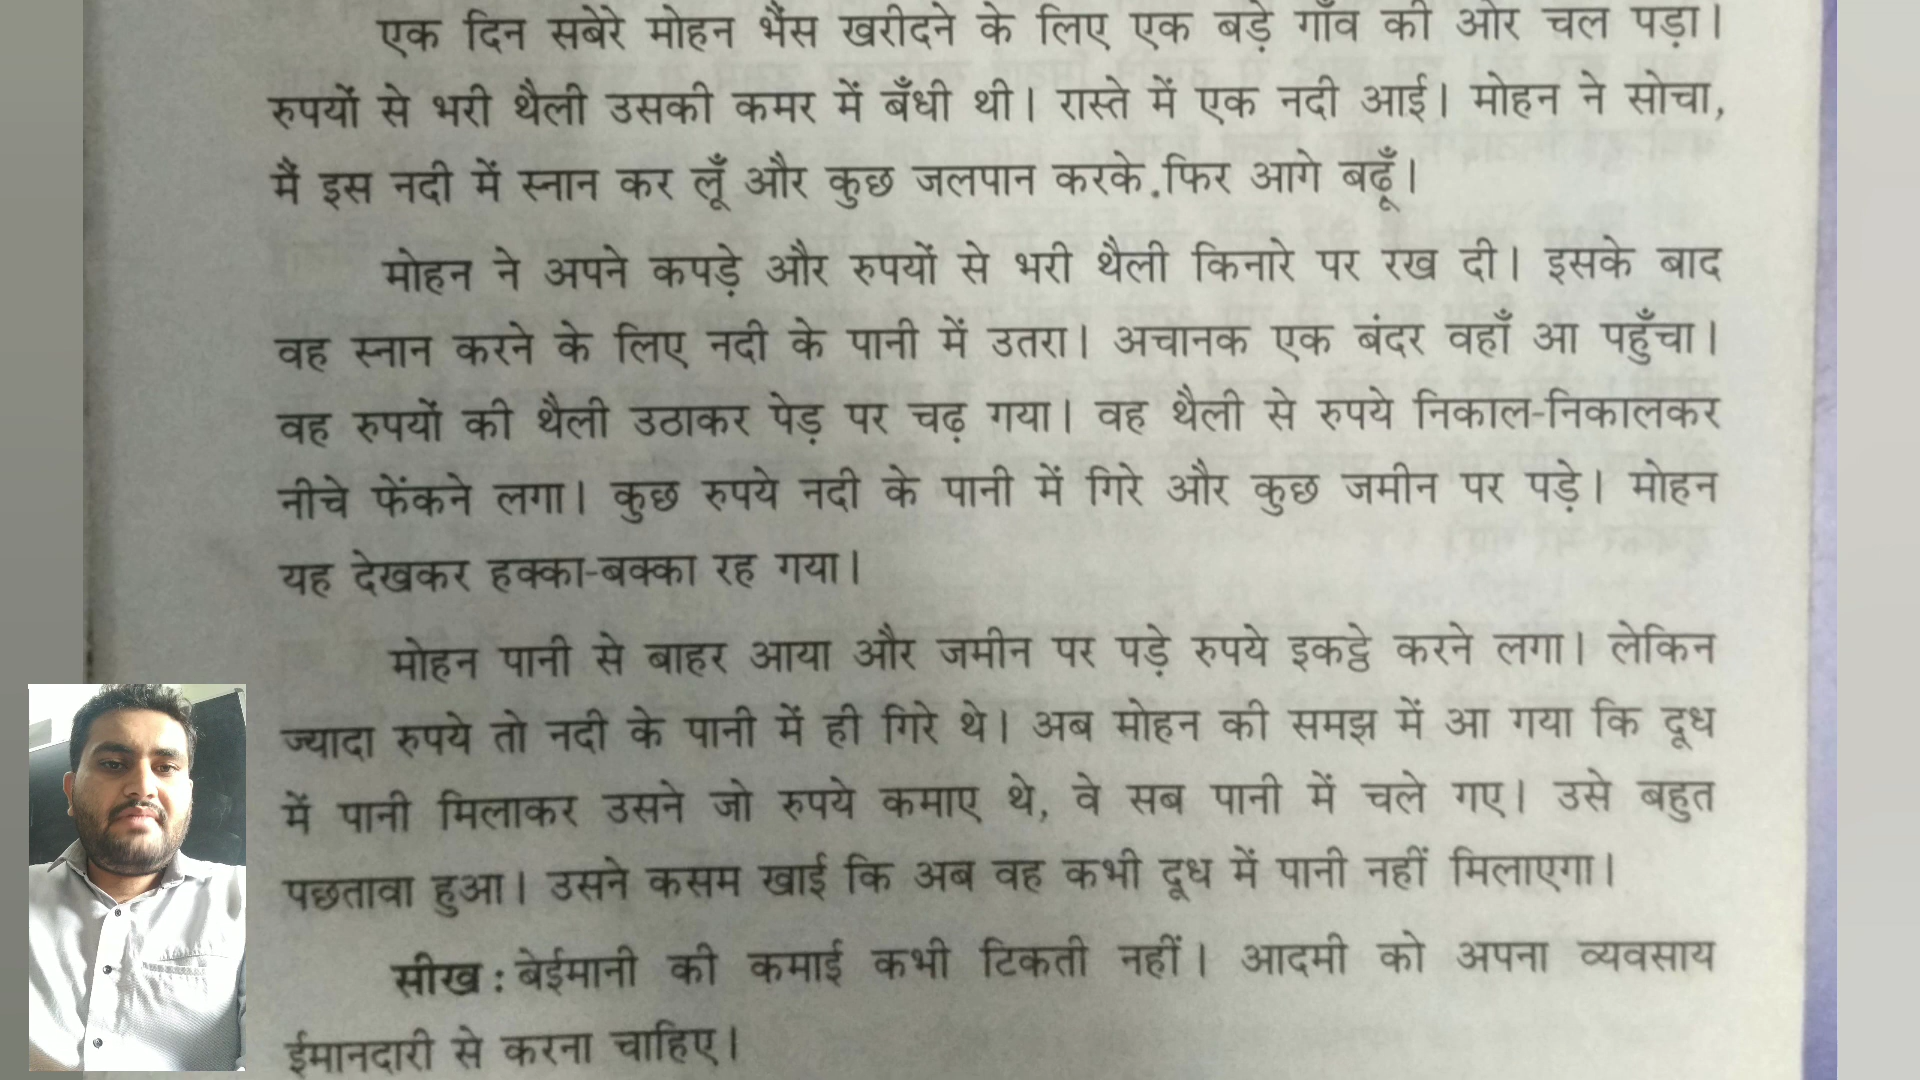 एक दिन सबेरे मोहन भैंस खरीदने के लिए एक बड़े गाँव की ओर चल पड़ा।
रुपयों से भरी थैली उसकी कमर में बँधी थी। रास्ते में एक नदी आई। मोहन ने सोचा,
मैं इस नदी में स्नान कर लूँ और कुछ जलपान करके फिर आगे बढ़ूँ।
मोहन ने अपने कपड़े और रुपयों से भरी थैली किनारे पर रख दी। इसके बाद
वह स्नान करने के लिए नदी के पानी में उतरा। अचानक एक बंदर वहाँ आ पहुँचा।
वह रुपयों की थैली उठाकर पेड़ पर चढ़ गया। वह थैली से रुपये निकाल-निकालकर
नीचे फेंकने लगा। कुछ रुपये नदी के पानी में गिरे और कुछ जमीन पर पड़े। मोहन
यह देखकर हक्का-बक्का रह गया।
मोहन पानी से बाहर आया और जमीन पर पड़े रुपये इकट्ठे करने लगा। लेकिन
ज्यादा रुपये तो नदी के पानी में ही गिरे थे। अब मोहन की समझ में आ गया कि दूध
में पानी मिलाकर उसने जो रुपये कमाए थे, वे सब पानी में चले गए। उसे बहुत
पछतावा हुआ। उसने कसम खाई कि अब वह कभी दूध में पानी नहीं मिलाएगा।
सीख : बेईमानी की कमाई कभी टिकती नहीं। आदमी को अपना व्यवसाय
ईमानदारी से करना चाहिए।